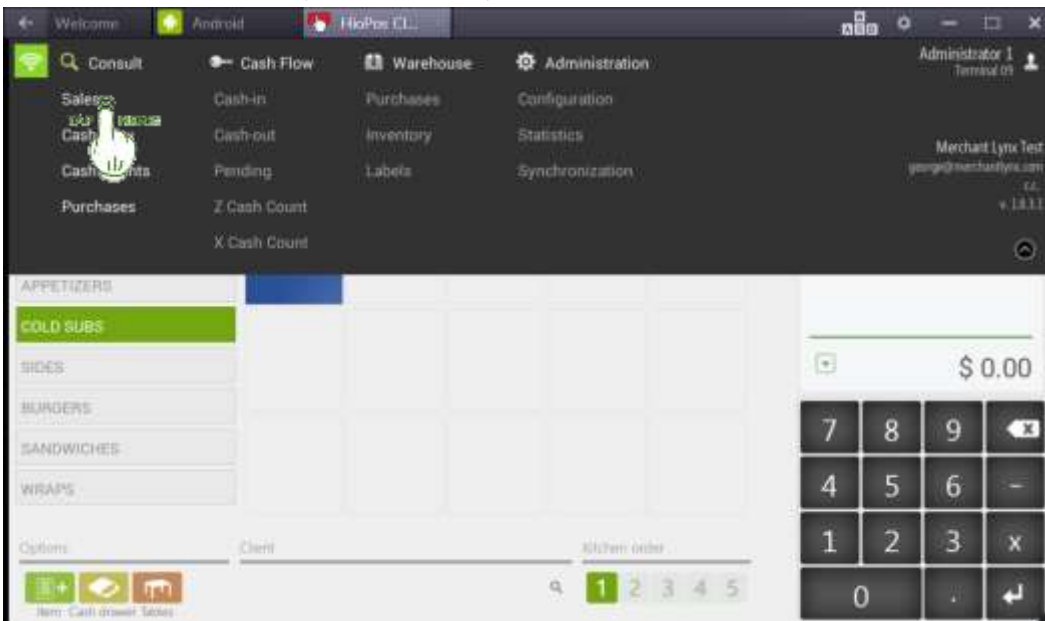 Welcome Android HioPos Cl...
Consult Cash Flow Warehouse Administration Administrator 1
Terminal 09
Sales Cash-in Purchases Configuration
Cash-out Inventory Statistics
Merchant Lynx Test
Cash Pending Labels Synchronization
Purchases Z Cash Count
X Cash Count
APPETIZERS
COLD SUBS
SIDES
$ 0.00
BURGERS
7 8 9
SANDWICHES
WRAPS
4 5 6 -
Options Client Kitchen order
1 2 3 x
1 2 3 4 5
0 .
Item Cash drawer Tables